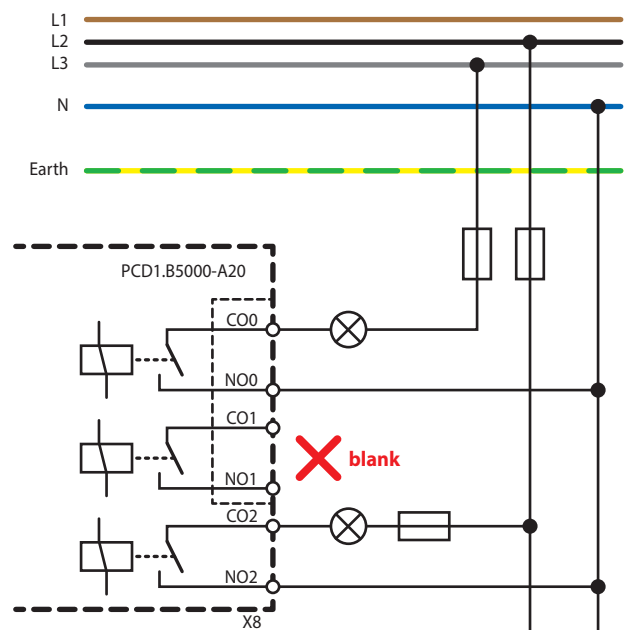 L1
L2
L3
N
Earth
PCD1.B5000-A20
CO0
NO0
CO1
blank
NO1
CO2
NO2
X8